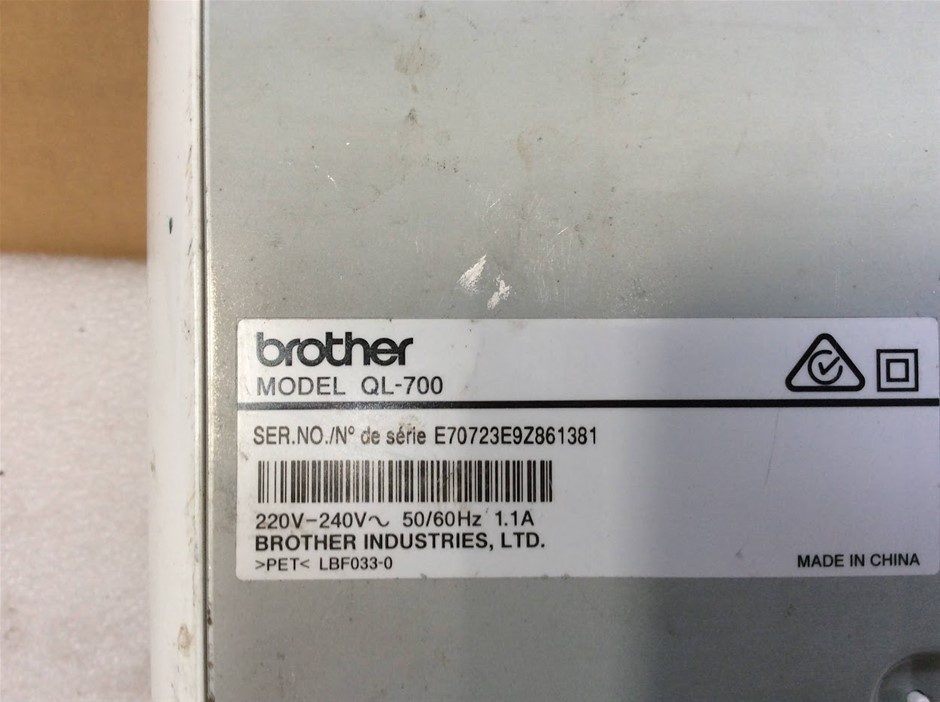 brother
MODEL QL-700
SER.NO./Nº de série E70723E9Z861381
220V-240V∿ 50/60Hz 1.1A
BROTHER INDUSTRIES, LTD.
>PET< LBF033-0
MADE IN CHINA